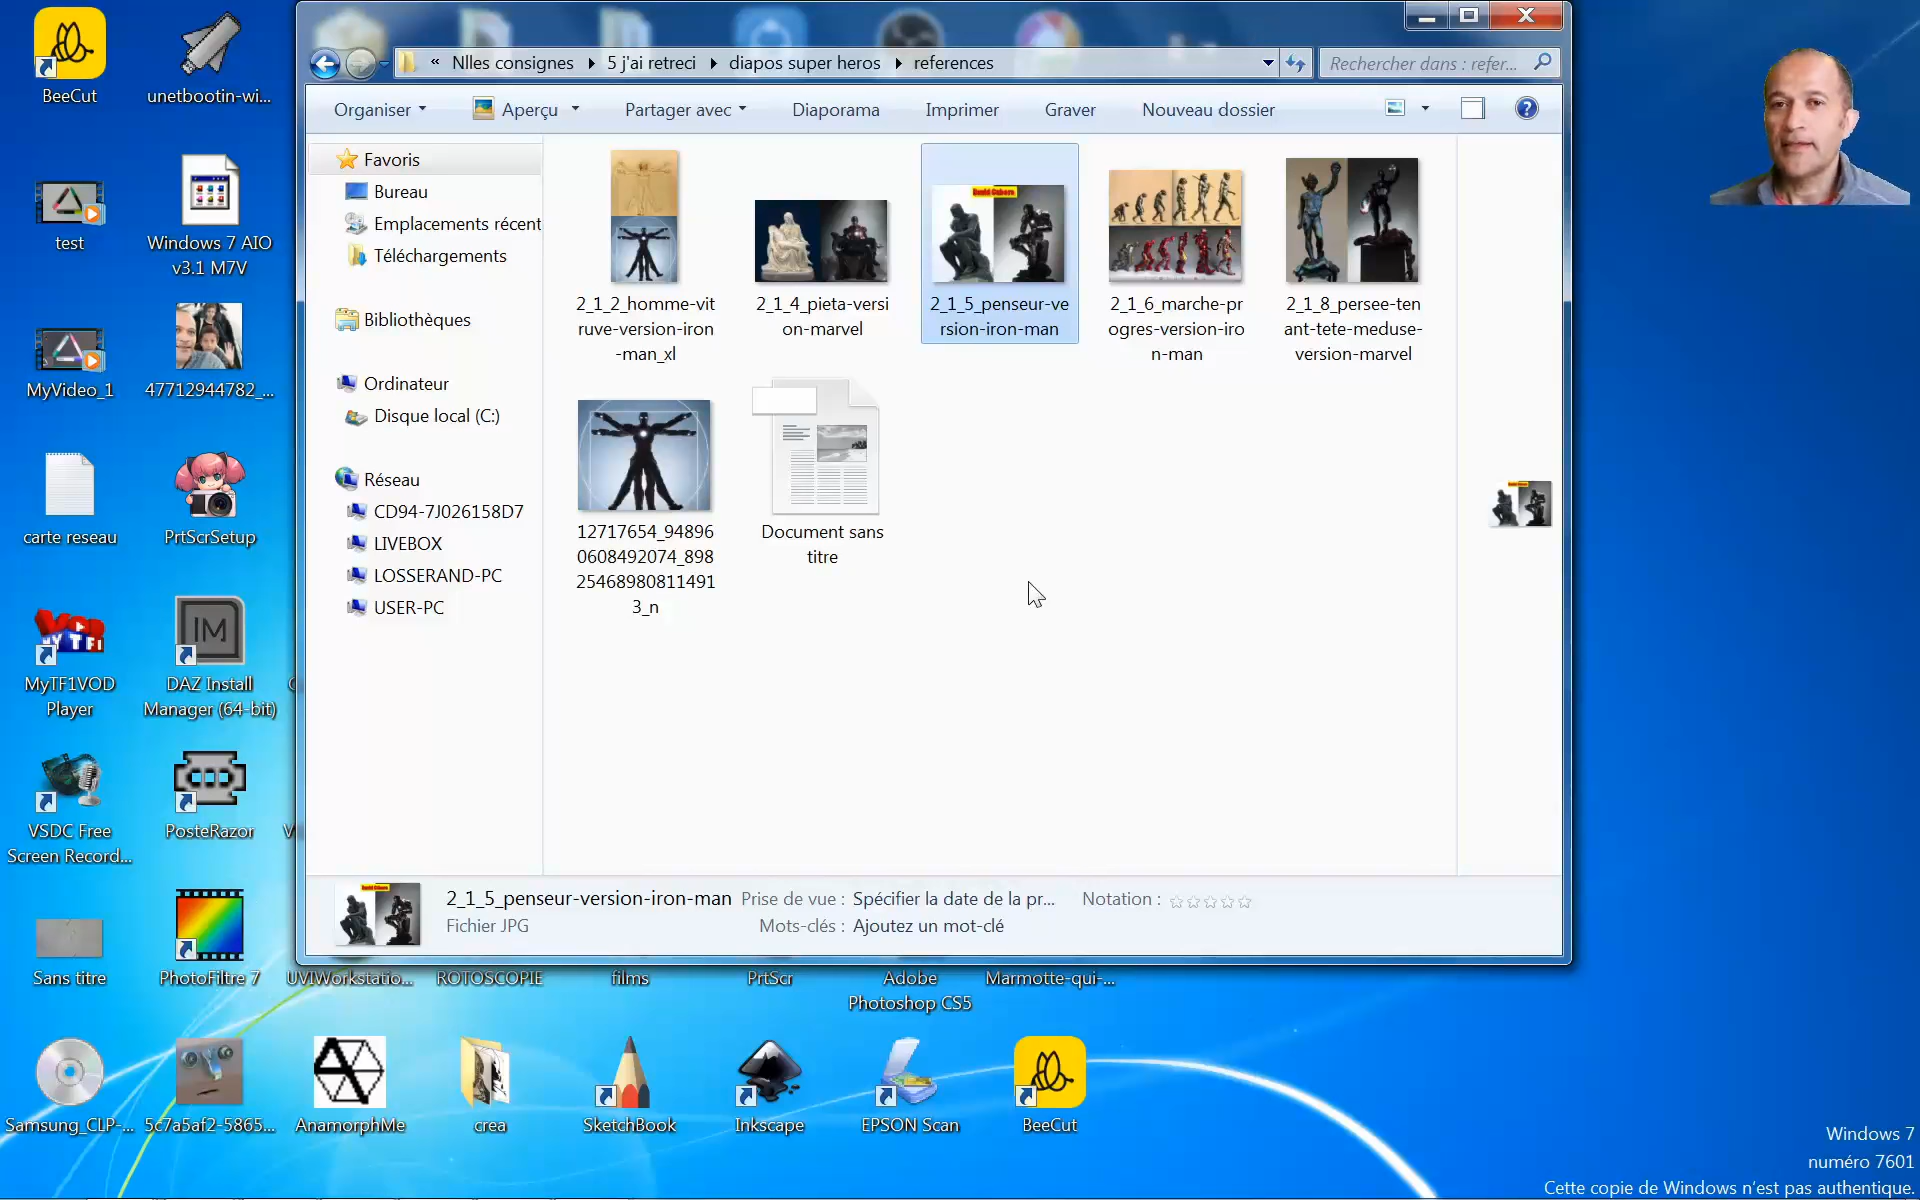 « Nlles consignes 5 j'ai retreci diapos super heros references
Rechercher dans : refer...
Organiser Aperçu Partager avec Diaporama Imprimer Graver Nouveau dossier
Favoris
Bureau
Emplacements récent
Téléchargements
Bibliothèques
Ordinateur
Disque local (C:)
Réseau
CD94-7J026158D7
LIVEBOX
LOSSERAND-PC
USER-PC
2_1_2_homme-vit
ruve-version-iron
-man_xl
2_1_4_pieta-versi
on-marvel
2_1_5_penseur-ve
rsion-iron-man
2_1_6_marche-pr
ogres-version-iro
n-man
2_1_8_persee-ten
ant-tete-meduse-
version-marvel
12717654_94896
0608492074_898
25468980811491
3_n
Document sans
titre
2_1_5_penseur-version-iron-man
Fichier JPG
Prise de vue : Spécifier la date de la pr...
Mots-clés : Ajoutez un mot-clé
Notation :
BeeCut
unetbootin-wi...
test
Windows 7 AIO
v3.1 M7V
MyVideo_1
47712944782_...
carte reseau
PrtScrSetup
MyTF1VOD
Player
IM
DAZ Install
Manager (64-bit)
VSDC Free
Screen Record...
PosteRazor
Sans titre
PhotoFiltre 7
UVIWorkstatio...
ROTOSCOPIE
films
PrtScr
Adobe
Photoshop CS5
Marmotte-qui-...
Samsung_CLP-...
5c7a5af2-5865...
AnamorphMe
crea
SketchBook
Inkscape
EPSON Scan
BeeCut
Windows 7
numéro 7601
Cette copie de Windows n'est pas authentique.